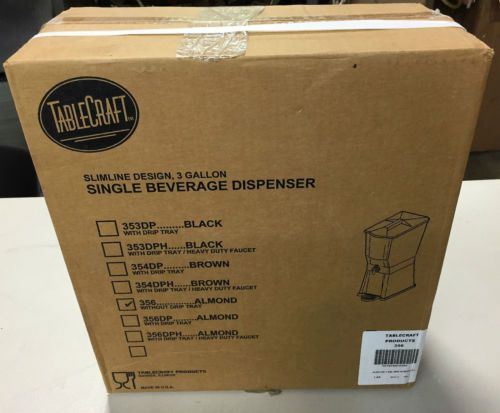 TABLECRAFT
SLIMLINE DESIGN, 3 GALLON
SINGLE BEVERAGE DISPENSER
353DP.........BLACK
WITH DRIP TRAY
353DPH......BLACK
WITH DRIP TRAY / HEAVY DUTY FAUCET
354DP.........BROWN
WITH DRIP TRAY
354DPH......BROWN
WITH DRIP TRAY / HEAVY DUTY FAUCET
356..............ALMOND
WITHOUT DRIP TRAY
356DP.........ALMOND
WITH DRIP TRAY
356DPH......ALMOND
WITH DRIP TRAY / HEAVY DUTY FAUCET
TABLECRAFT PRODUCTS
GURNEE, ILLINOIS
MADE IN U.S.A.
TABLECRAFT
PRODUCTS
356